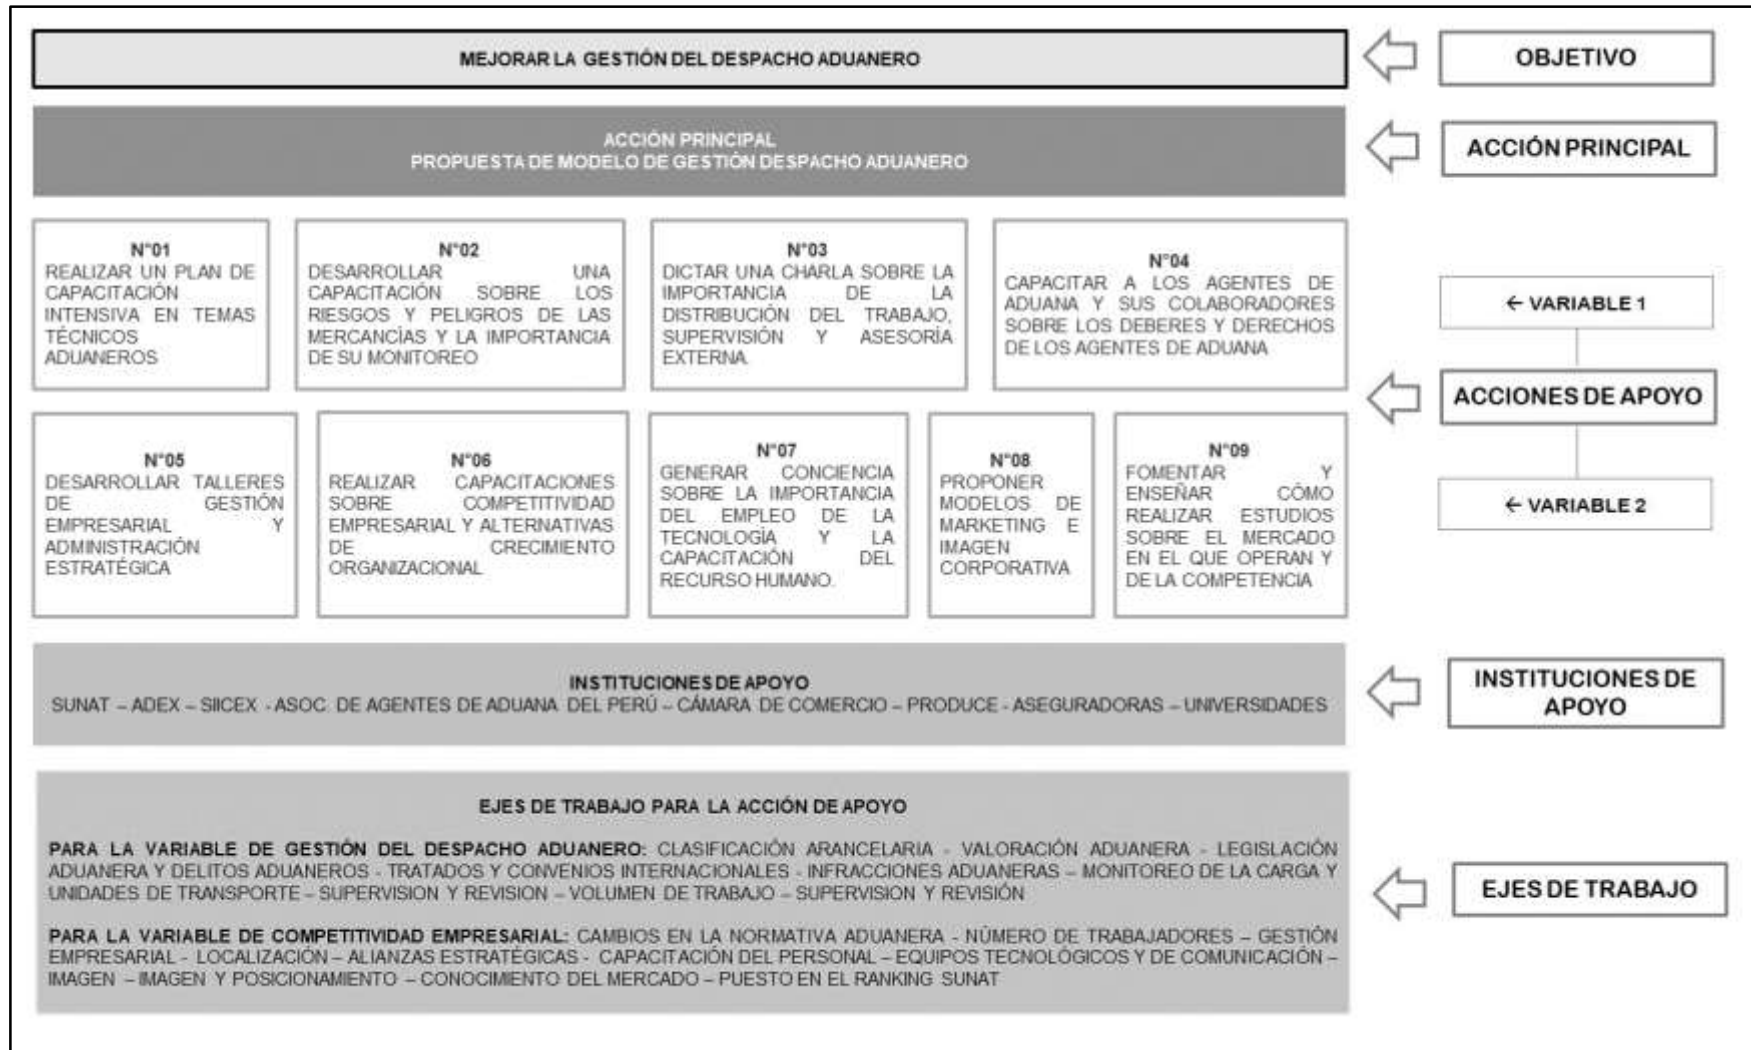 MEJORAR LA GESTIÓN DEL DESPACHO ADUANERO
OBJETIVO
ACCIÓN PRINCIPAL
PROPUESTA DE MODELO DE GESTIÓN DESPACHO ADUANERO
ACCIÓN PRINCIPAL
N°01
REALIZAR UN PLAN DE
CAPACITACIÓN
INTENSIVA EN TEMAS
TÉCNICOS
ADUANEROS
N°02
DESARROLLAR UNA
CAPACITACIÓN SOBRE LOS
RIESGOS Y PELIGROS DE LAS
MERCANCÍAS Y LA IMPORTANCIA
DE SU MONITOREO
N°03
DICTAR UNA CHARLA SOBRE LA
IMPORTANCIA DE LA
DISTRIBUCIÓN DEL TRABAJO,
SUPERVISIÓN Y ASESORÍA
EXTERNA.
N°04
CAPACITAR A LOS AGENTES DE
ADUANA Y SUS COLABORADORES
SOBRE LOS DEBERES Y DERECHOS
DE LOS AGENTES DE ADUANA
← VARIABLE 1
ACCIONES DE APOYO
← VARIABLE 2
N°05
DESARROLLAR TALLERES
DE GESTIÓN
EMPRESARIAL Y
ADMINISTRACIÓN
ESTRATÉGICA
N°06
REALIZAR CAPACITACIONES
SOBRE COMPETITIVIDAD
EMPRESARIAL Y ALTERNATIVAS
DE CRECIMIENTO
ORGANIZACIONAL
N°07
GENERAR CONCIENCIA
SOBRE LA IMPORTANCIA
DEL EMPLEO DE LA
TECNOLOGÍA Y LA
CAPACITACIÓN DEL
RECURSO HUMANO.
N°08
PROPONER
MODELOS DE
MARKETING E
IMAGEN
CORPORATIVA
N°09
FOMENTAR Y
ENSEÑAR CÓMO
REALIZAR ESTUDIOS
SOBRE EL MERCADO
EN EL QUE OPERAN Y
DE LA COMPETENCIA
INSTITUCIONES DE APOYO
SUNAT – ADEX – SIICEX - ASOC. DE AGENTES DE ADUANA DEL PERÚ – CÁMARA DE COMERCIO – PRODUCE - ASEGURADORAS – UNIVERSIDADES
INSTITUCIONES DE
APOYO
EJES DE TRABAJO PARA LA ACCIÓN DE APOYO
PARA LA VARIABLE DE GESTIÓN DEL DESPACHO ADUANERO: CLASIFICACIÓN ARANCELARIA - VALORACIÓN ADUANERA - LEGISLACIÓN
ADUANERA Y DELITOS ADUANEROS - TRATADOS Y CONVENIOS INTERNACIONALES - INFRACCIONES ADUANERAS – MONITOREO DE LA CARGA Y
UNIDADES DE TRANSPORTE – SUPERVISION Y REVISION – VOLUMEN DE TRABAJO – SUPERVISION Y REVISIÓN
PARA LA VARIABLE DE COMPETITIVIDAD EMPRESARIAL: CAMBIOS EN LA NORMATIVA ADUANERA - NÚMERO DE TRABAJADORES – GESTIÓN
EMPRESARIAL - LOCALIZACIÓN – ALIANZAS ESTRATÉGICAS - CAPACITACIÓN DEL PERSONAL – EQUIPOS TECNOLÓGICOS Y DE COMUNICACIÓN –
IMAGEN – IMAGEN Y POSICIONAMIENTO – CONOCIMIENTO DEL MERCADO – PUESTO EN EL RANKING SUNAT
EJES DE TRABAJO